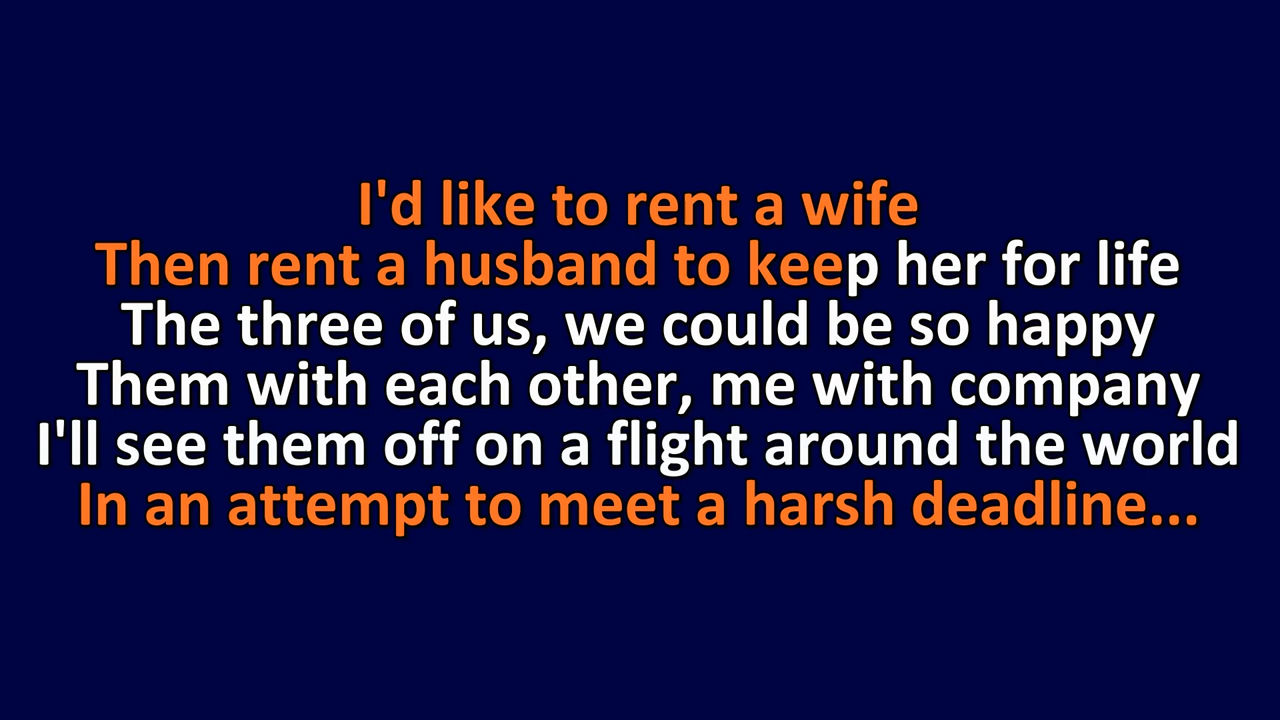 I'd like to rent a wife
Then rent a husband to keep her for life
The three of us, we could be so happy
Them with each other, me with company
I'll see them off on a flight around the world
In an attempt to meet a harsh deadline...